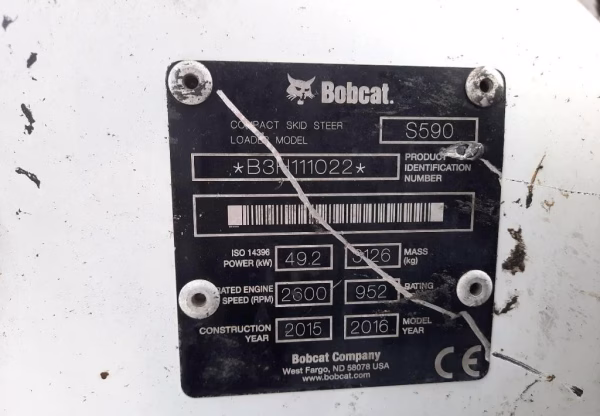 Bobcat.
COMPACT SKID STEER LOADER MODEL S590
*B3H111022* PRODUCT IDENTIFICATION NUMBER
ISO 14396 POWER (kW) 49.2 3126 MASS (kg)
RATED ENGINE SPEED (RPM) 2600 952 RATING
CONSTRUCTION YEAR 2015 2016 MODEL YEAR
Bobcat Company
West Fargo, ND 58078 USA
www.bobcat.com
CE